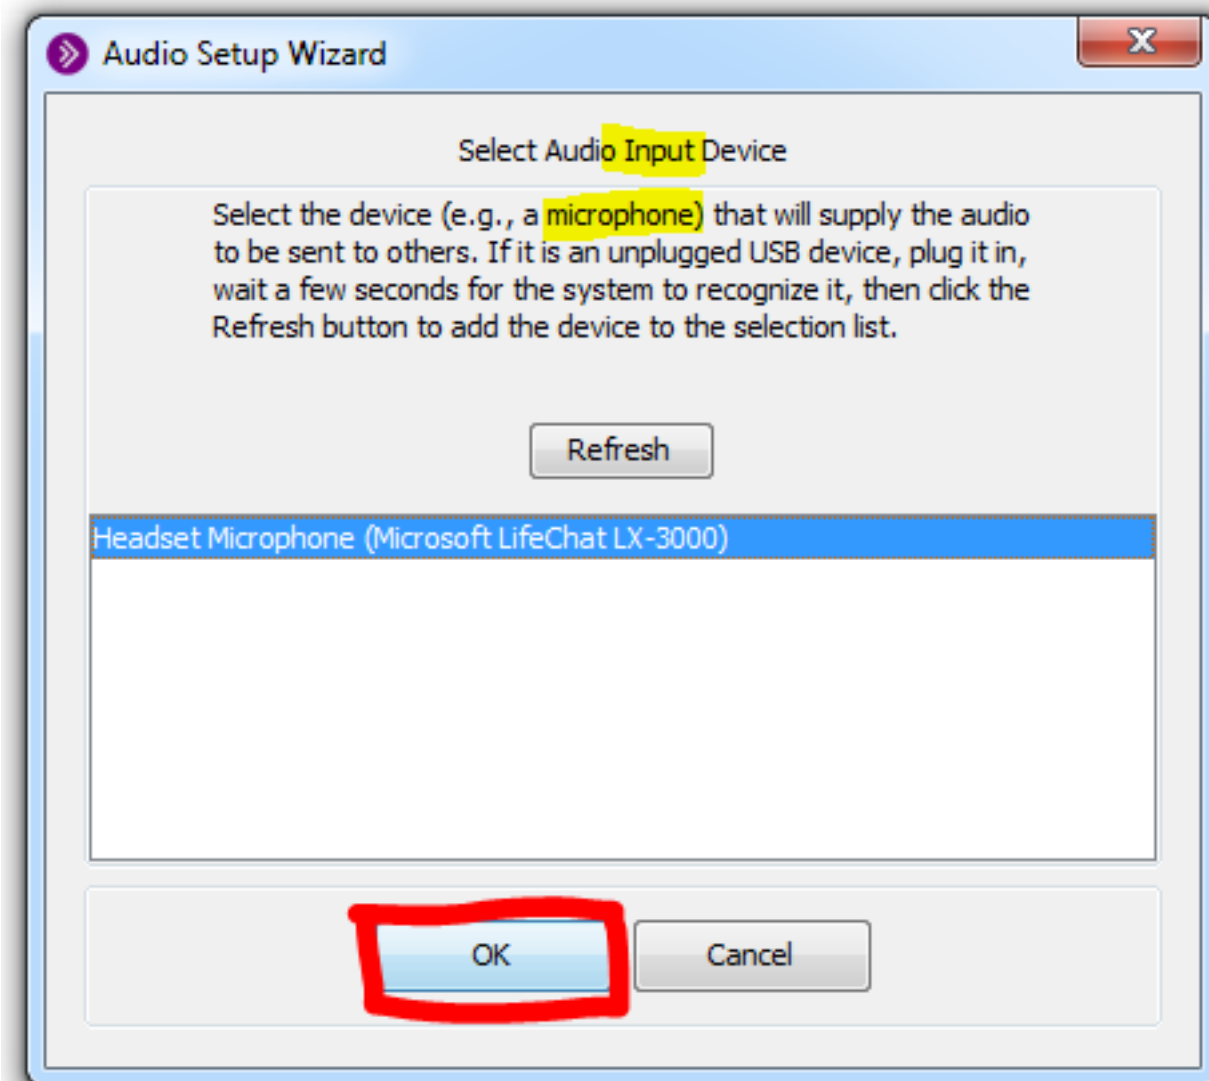 Audio Setup Wizard
Select Audio Input Device
Select the device (e.g., a microphone) that will supply the audio
to be sent to others. If it is an unplugged USB device, plug it in,
wait a few seconds for the system to recognize it, then click the
Refresh button to add the device to the selection list.
Refresh
Headset Microphone (Microsoft LifeChat LX-3000)
OK
Cancel